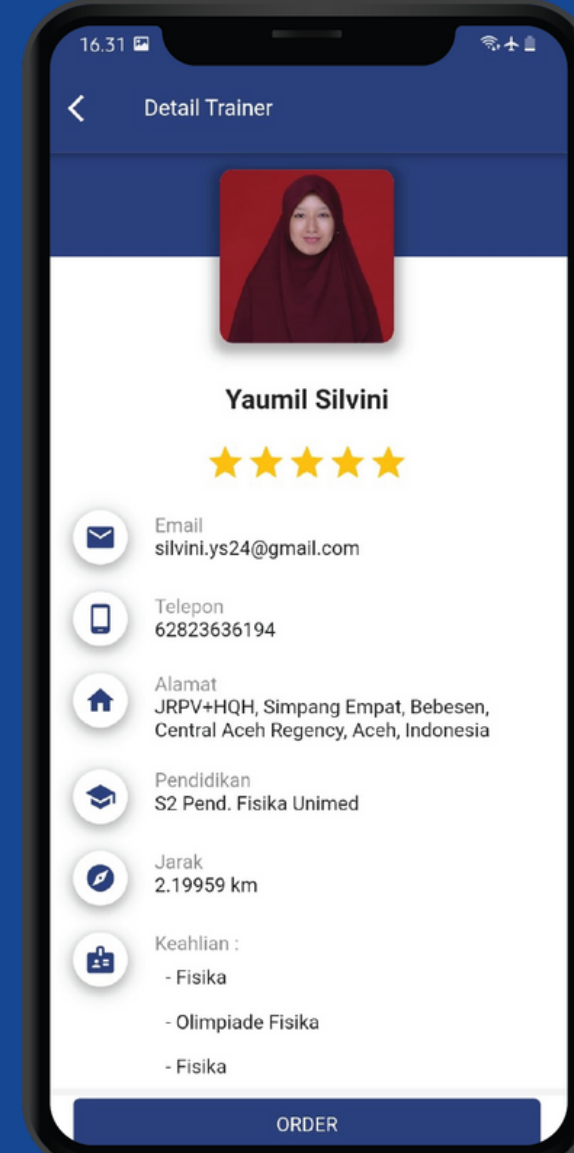 16.31
Detail Trainer
Yaumil Silvini
Email
silvini.ys24@gmail.com
Telepon
62823636194
Alamat
JRPV+HQH, Simpang Empat, Bebesen,
Central Aceh Regency, Aceh, Indonesia
Pendidikan
S2 Pend. Fisika Unimed
Jarak
2.19959 km
Keahlian :
- Fisika
- Olimpiade Fisika
- Fisika
ORDER